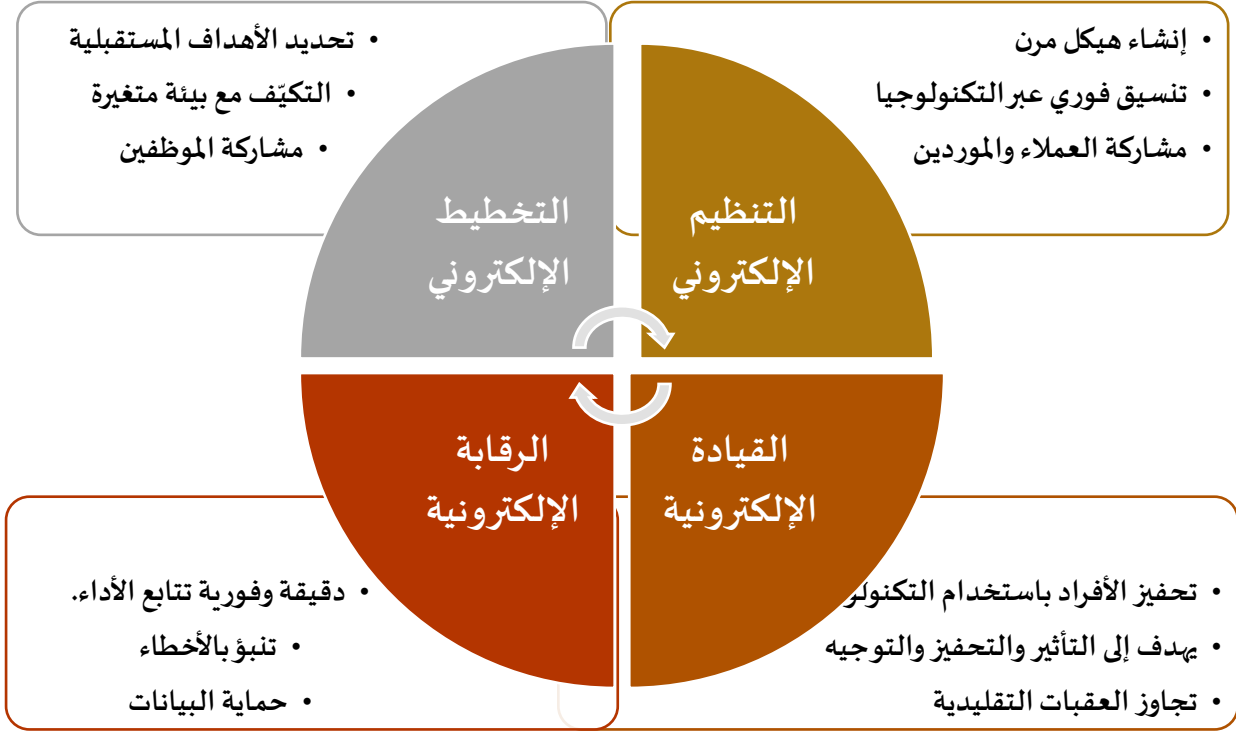 إنشاء هيكل مرن
تنسيق فوري عبر التكنولوجيا
مشاركة العملاء والموردين
تحديد الأهداف المستقبلية
التكيّف مع بيئة متغيرة
مشاركة الموظفين
التنظيم
الإلكتروني
التخطيط
الإلكتروني
القيادة
الإلكترونية
الرقابة
الإلكترونية
تحفيز الأفراد باستخدام
يهدف إلى التأثير والتحفيز والتوجيه
تجاوز العقبات التقليدية
دقيقة وفورية تتابع الأداء.
تنبؤ بالأخطاء
حماية البيانات